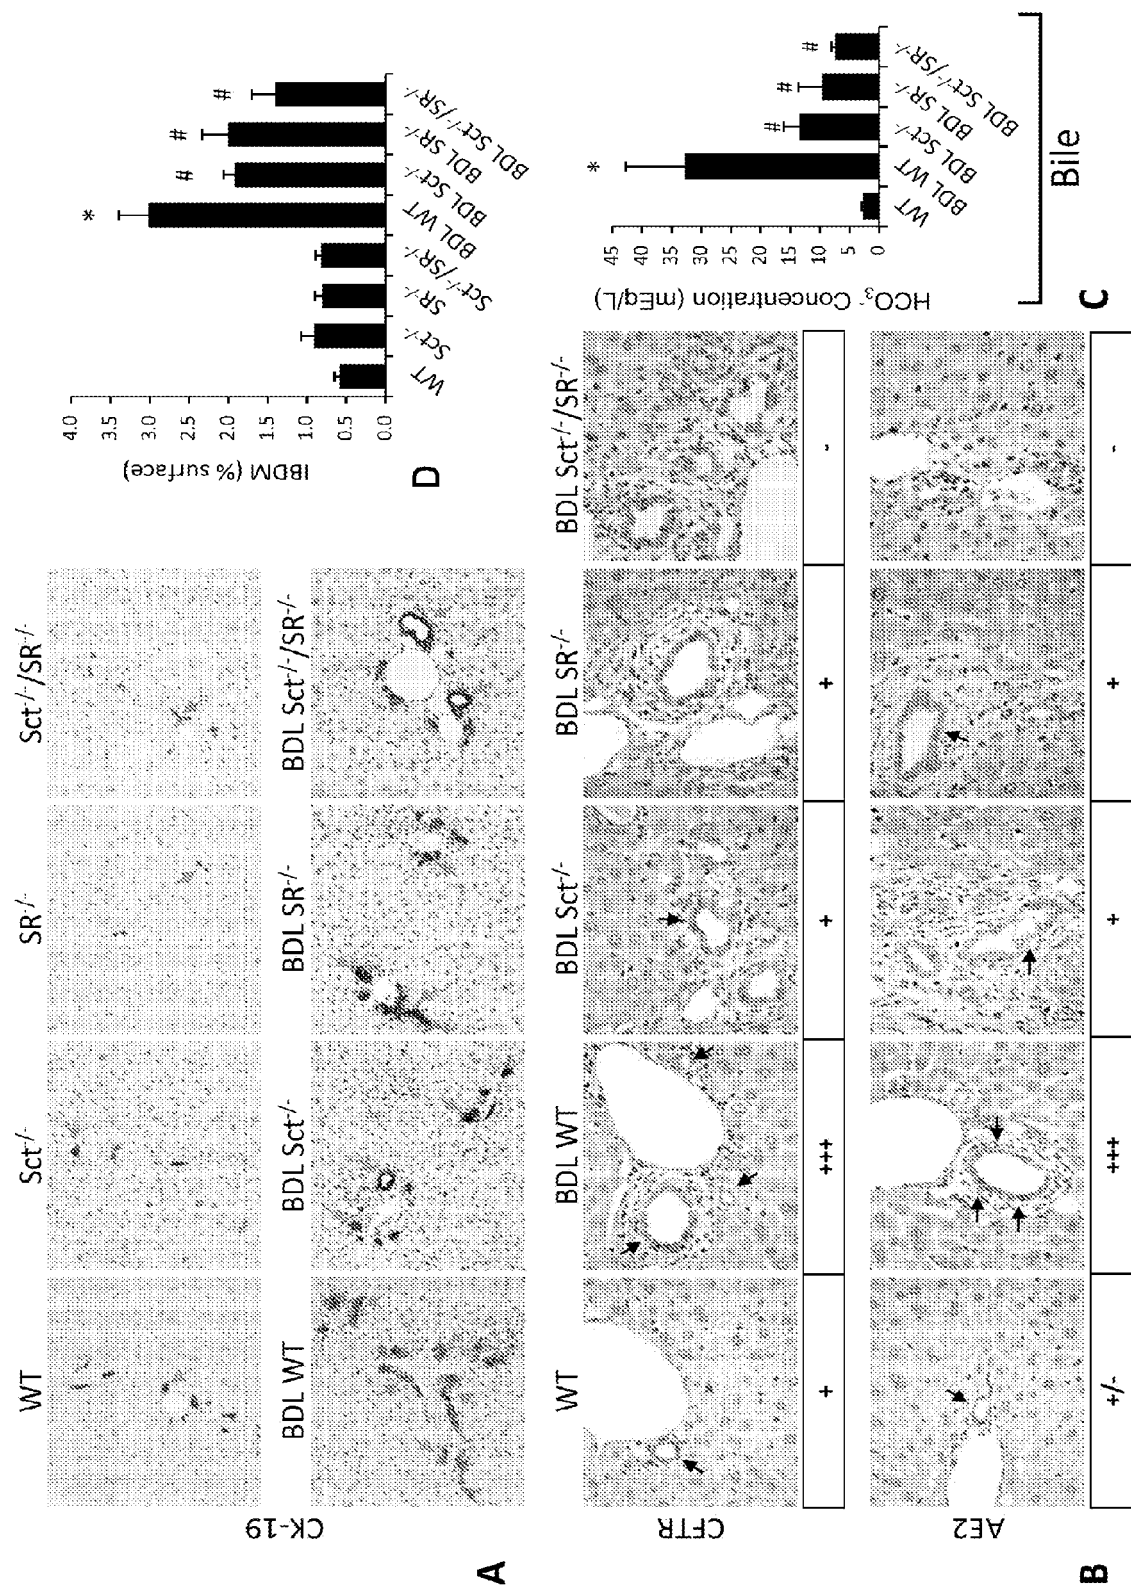 WT
Sct⁻/⁻
SR⁻/⁻
Sct⁻/⁻/SR⁻/⁻
CK-19
BDL WT
BDL Sct⁻/⁻
BDL SR⁻/⁻
BDL Sct⁻/⁻/SR⁻/⁻
A
IBDM (% surface)
4.0
3.5
3.0
2.5
2.0
1.5
1.0
0.5
0.0
*
#
#
#
WT
Sct⁻/⁻
SR⁻/⁻
Sct⁻/⁻/SR⁻/⁻
BDL WT
BDL Sct⁻/⁻
BDL SR⁻/⁻
BDL Sct⁻/⁻/SR⁻/⁻
D
WT
BDL WT
BDL Sct⁻/⁻
BDL SR⁻/⁻
BDL Sct⁻/⁻/SR⁻/⁻
CFTR
+
+++
+
+
-
AE2
+/-
+++
+
+
-
B
HCO₃⁻ Concentration (mEq/L)
45
40
35
30
25
20
15
10
5
0
*
#
#
#
WT
BDL WT
BDL Sct⁻/⁻
BDL SR⁻/⁻
BDL Sct⁻/⁻/SR⁻/⁻
Bile
C